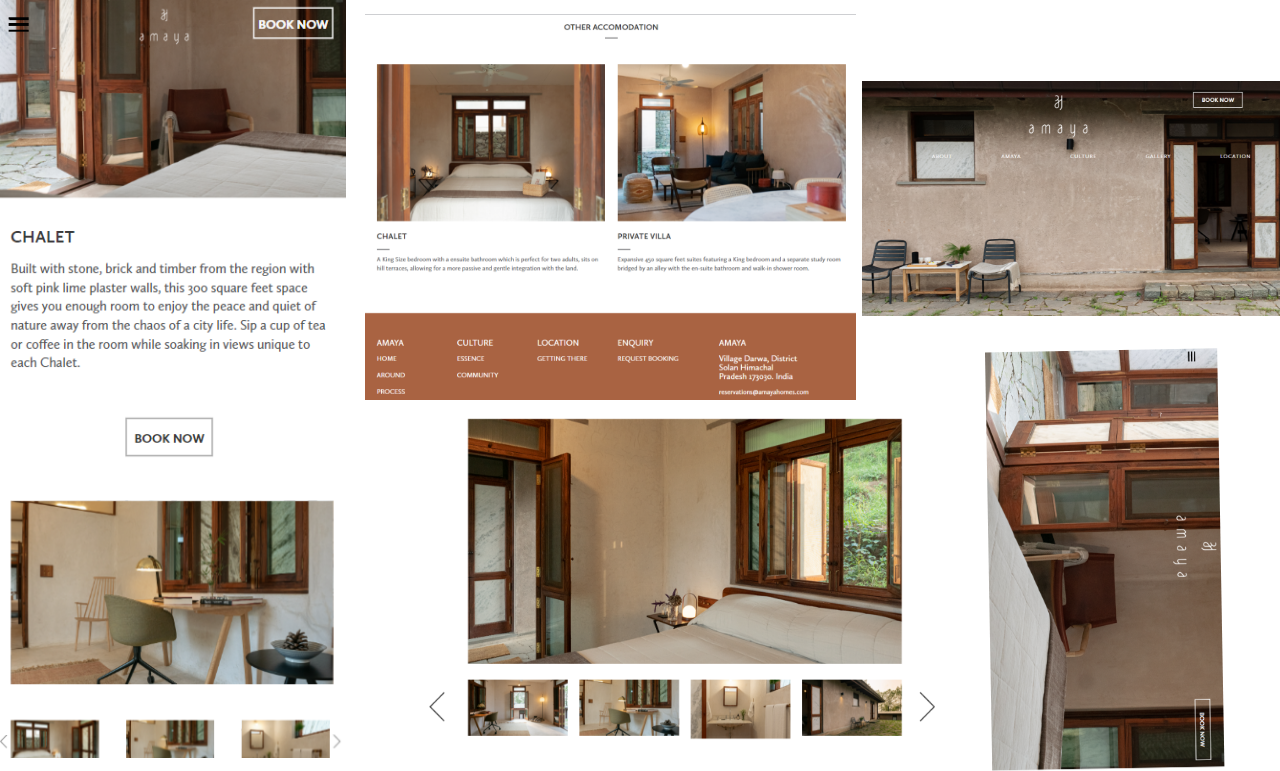 BOOK NOW
amaya
CHALET
Built with stone, brick and timber from the region with
soft pink lime plaster walls, this 300 square feet space
gives you enough room to enjoy the peace and quiet of
nature away from the chaos of a city life. Sip a cup of tea
or coffee in the room while soaking in views unique to
each Chalet.
BOOK NOW
OTHER ACCOMODATION
CHALET
A King Size bedroom with a ensuite bathroom which is perfect for two adults, sits on
hill terraces, allowing for a more passive and gentle integration with the land.
PRIVATE VILLA
Expansive 450 square feet suites featuring a King bedroom and a separate study room
bridged by an alley with the en-suite bathroom and walk-in shower room.
AMAYA
HOME
AROUND
PROCESS
CULTURE
ESSENCE
COMMUNITY
LOCATION
GETTING THERE
ENQUIRY
REQUEST BOOKING
AMAYA
Village Darwa, District
Solan Himachal
Pradesh 173030. India
reservations@amayahomes.com
BOOK NOW
amaya
ABOUT AMAYA CULTURE GALLERY LOCATION
amaya
BOOK NOW